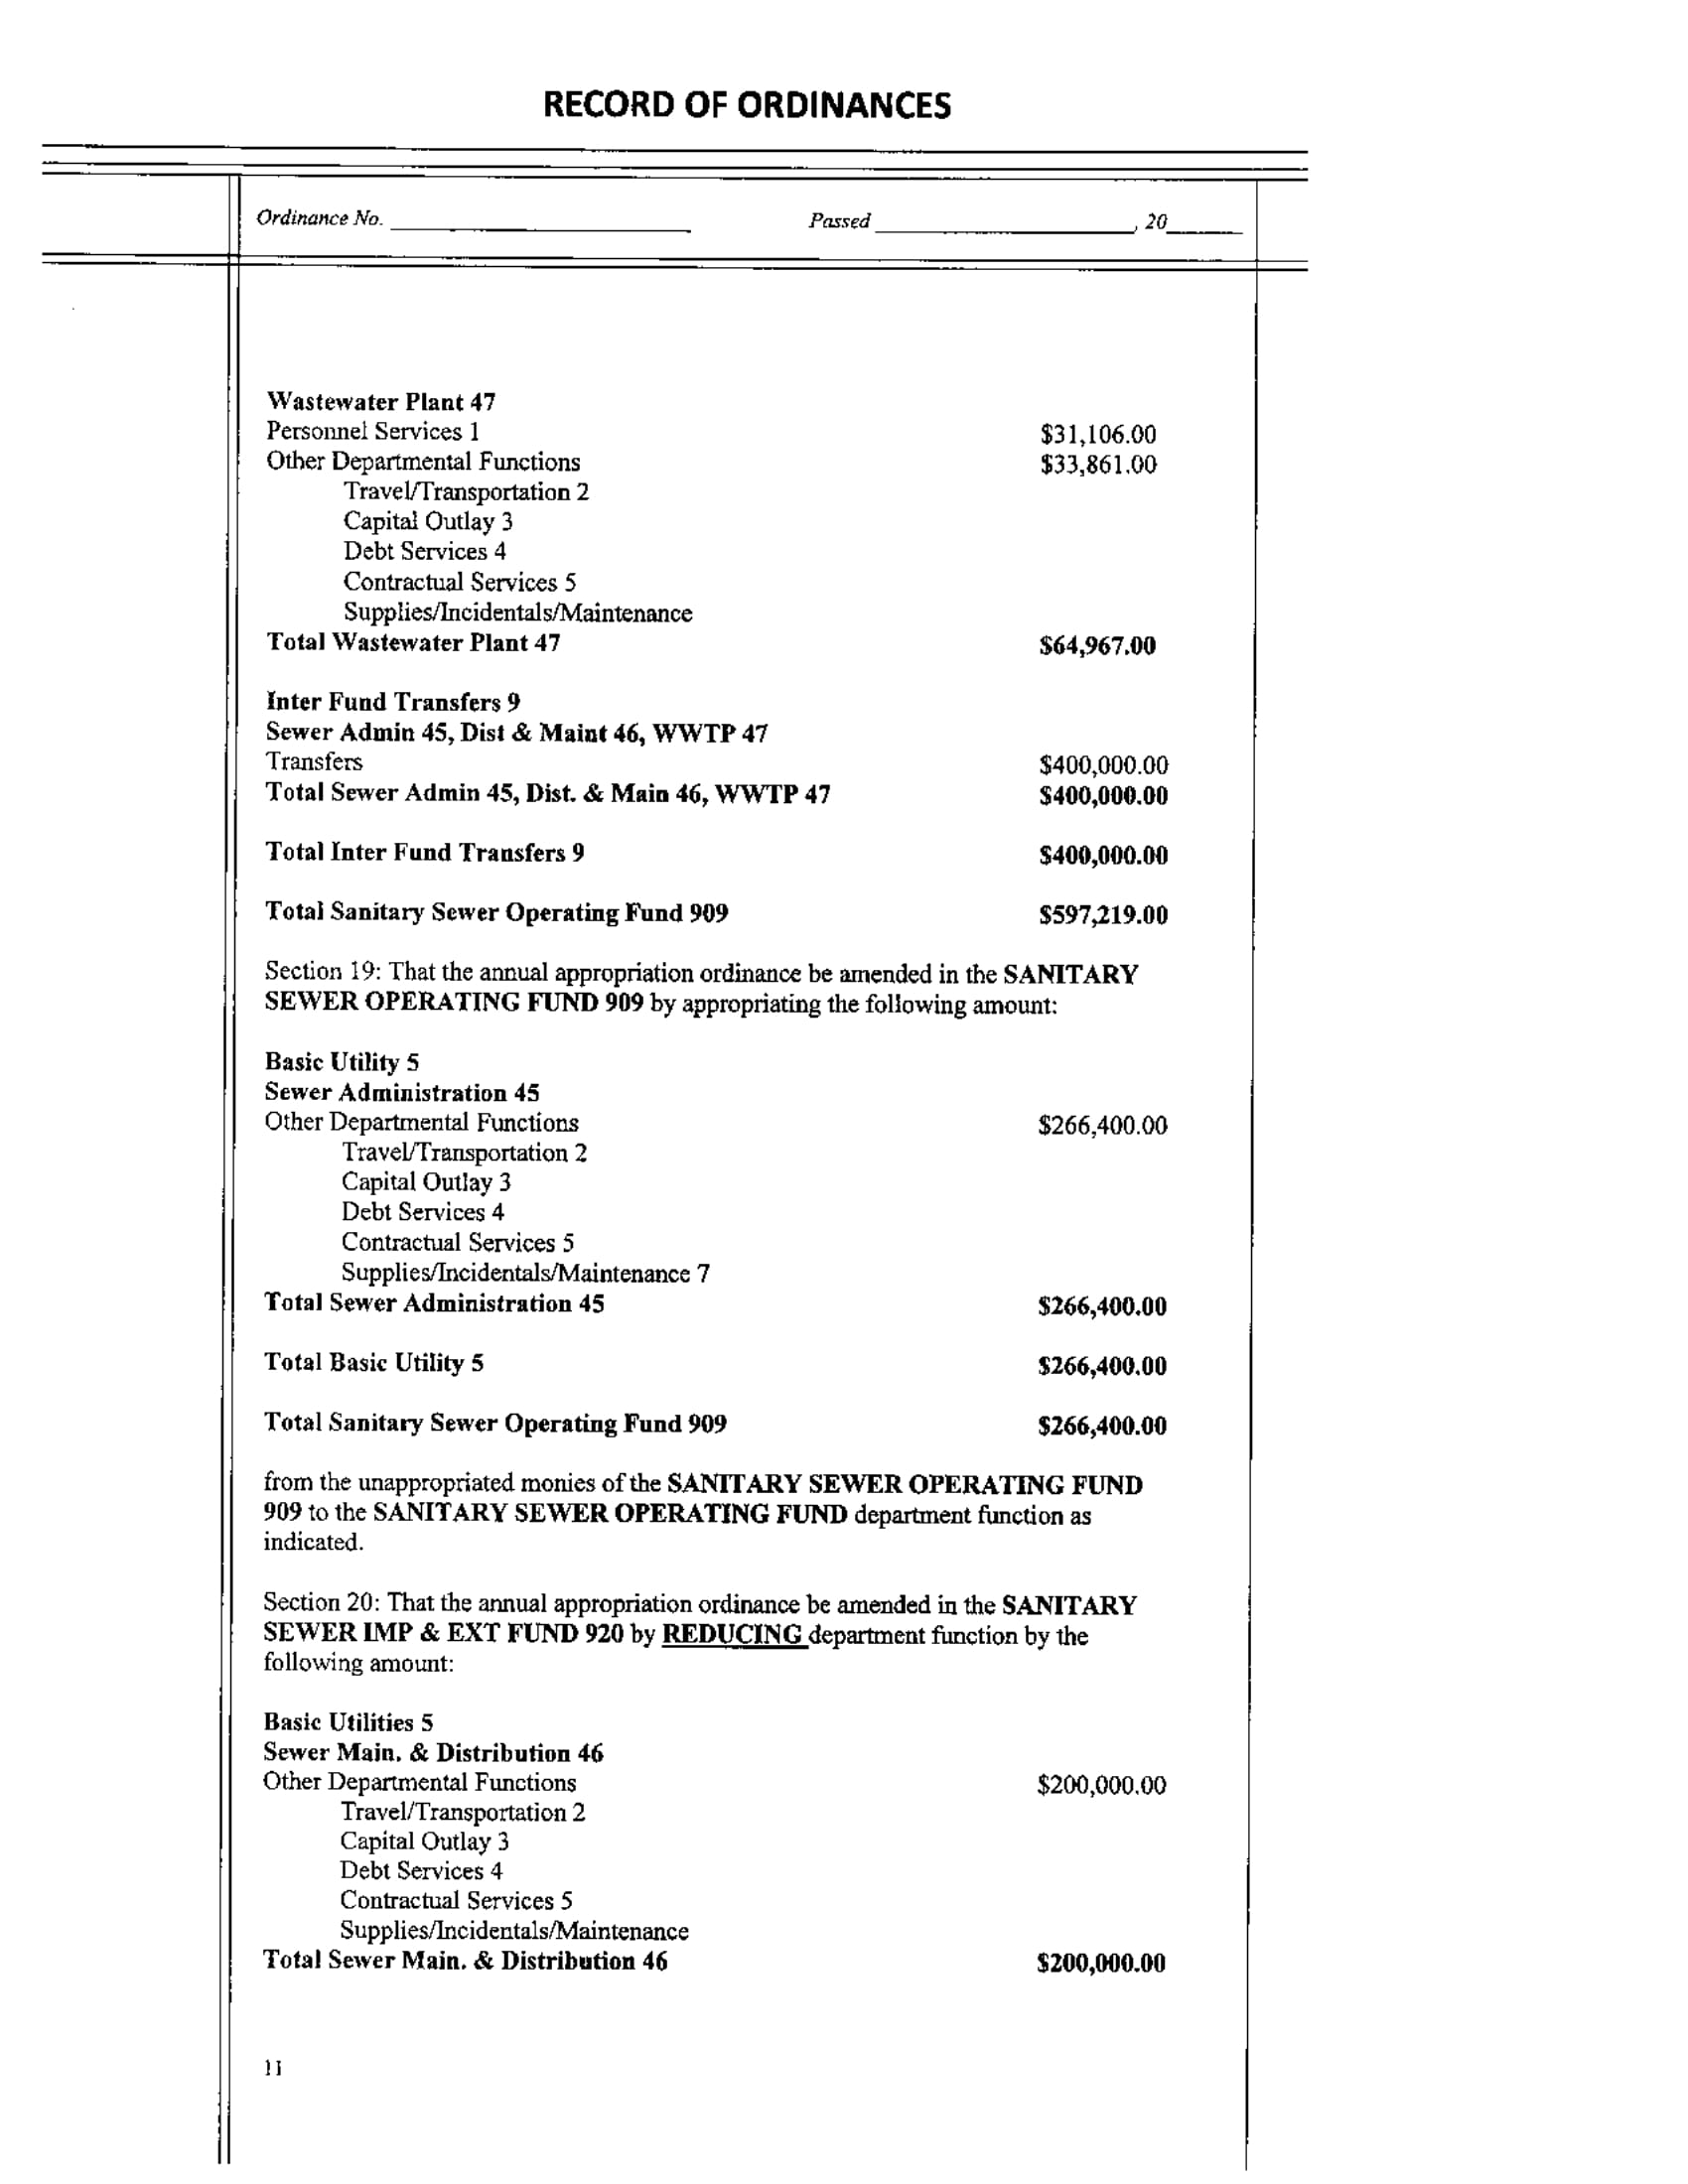 RECORD OF ORDINANCES
Ordinance No. ____ Passed ____, 20____
Wastewater Plant 47
Personnel Services 1 $31,106.00
Other Departmental Functions $33,861.00
Travel/Transportation 2
Capital Outlay 3
Debt Services 4
Contractual Services 5
Supplies/Incidentals/Maintenance
Total Wastewater Plant 47 $64,967.00
Inter Fund Transfers 9
Sewer Admin 45, Dist & Maint 46, WWTP 47
Transfers $400,000.00
Total Sewer Admin 45, Dist. & Main 46, WWTP 47 $400,000.00
Total Inter Fund Transfers 9 $400,000.00
Total Sanitary Sewer Operating Fund 909 $597,219.00
Section 19: That the annual appropriation ordinance be amended in the SANITARY
SEWER OPERATING FUND 909 by appropriating the following amount:
Basic Utility 5
Sewer Administration 45
Other Departmental Functions $266,400.00
Travel/Transportation 2
Capital Outlay 3
Debt Services 4
Contractual Services 5
Supplies/Incidentals/Maintenance 7
Total Sewer Administration 45 $266,400.00
Total Basic Utility 5 $266,400.00
Total Sanitary Sewer Operating Fund 909 $266,400.00
from the unappropriated monies of the SANITARY SEWER OPERATING FUND
909 to the SANITARY SEWER OPERATING FUND department function as
indicated.
Section 20: That the annual appropriation ordinance be amended in the SANITARY
SEWER IMP & EXT FUND 920 by REDUCING department function by the
following amount:
Basic Utilities 5
Sewer Main. & Distribution 46
Other Departmental Functions $200,000.00
Travel/Transportation 2
Capital Outlay 3
Debt Services 4
Contractual Services 5
Supplies/Incidentals/Maintenance
Total Sewer Main. & Distribution 46 $200,000.00
11